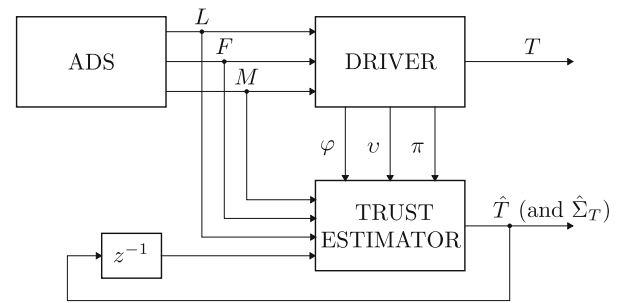 L
F
M
ADS
DRIVER
T
φ υ π
TRUST
ESTIMATOR
T̂ (and Σ̂_T)
z⁻¹